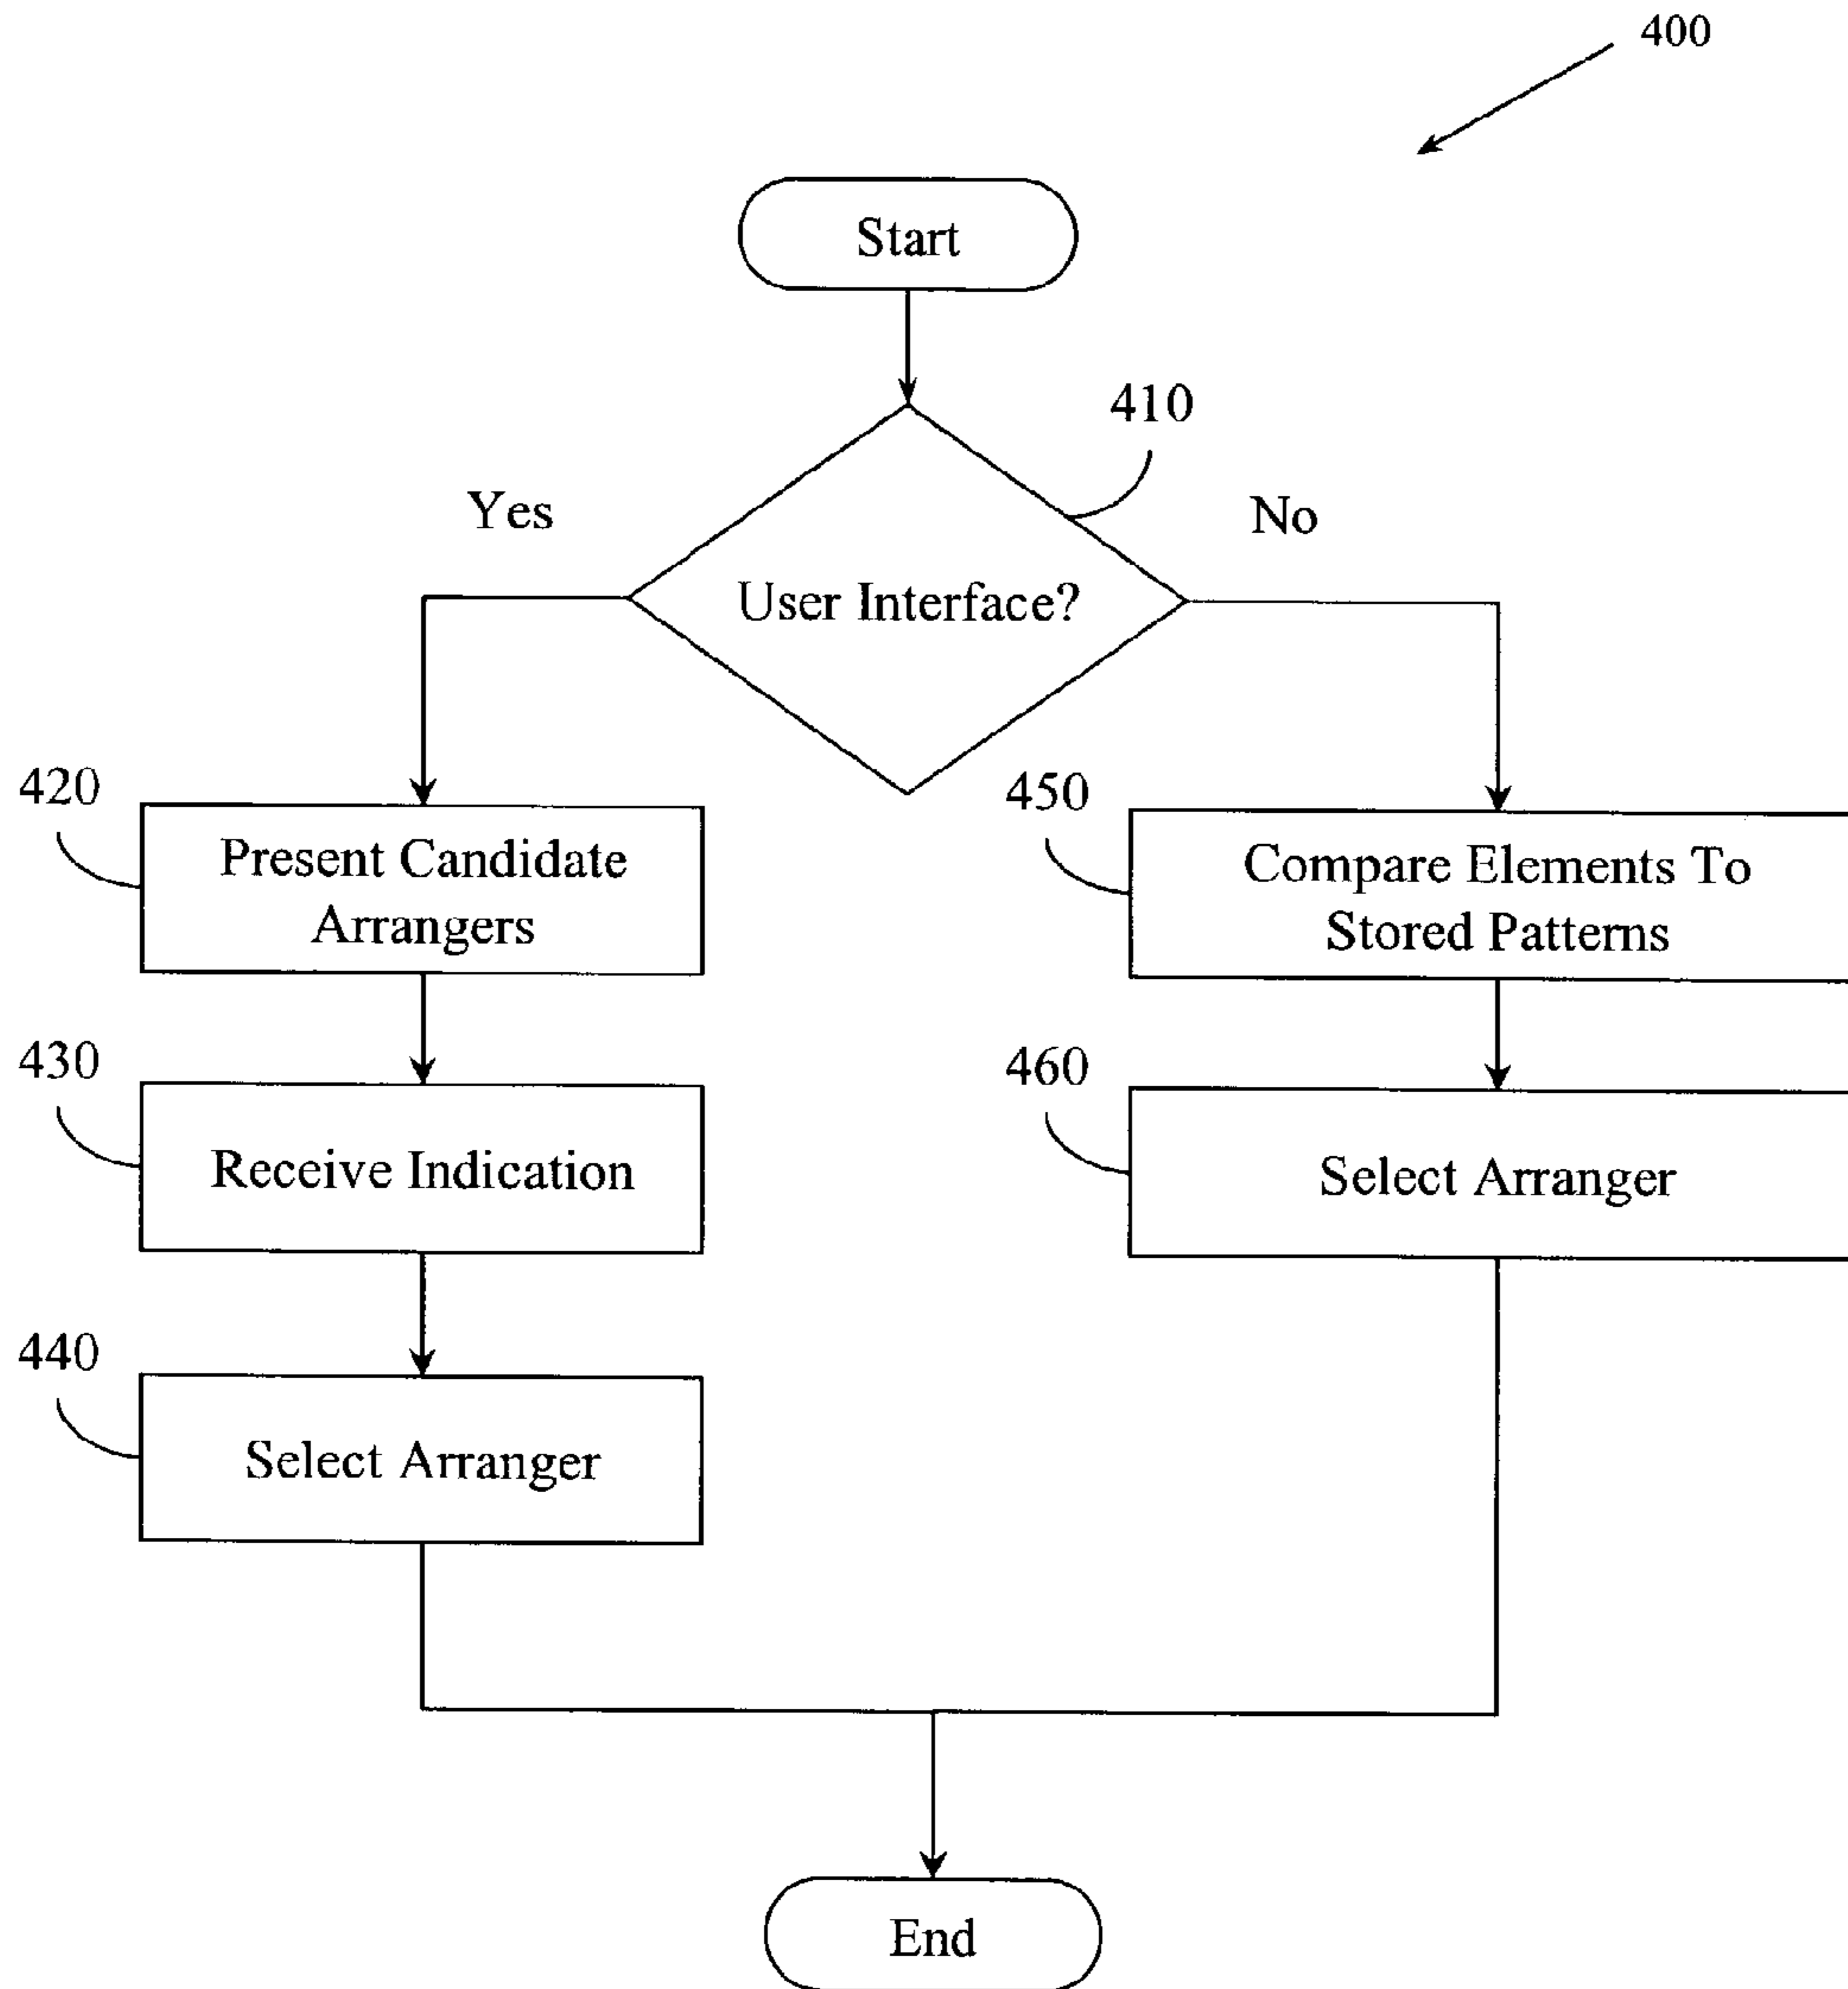 400
Start
410
Yes
No
User Interface?
420
Present Candidate
Arrangers
450
Compare Elements To
Stored Patterns
430
Receive Indication
460
Select Arranger
440
Select Arranger
End